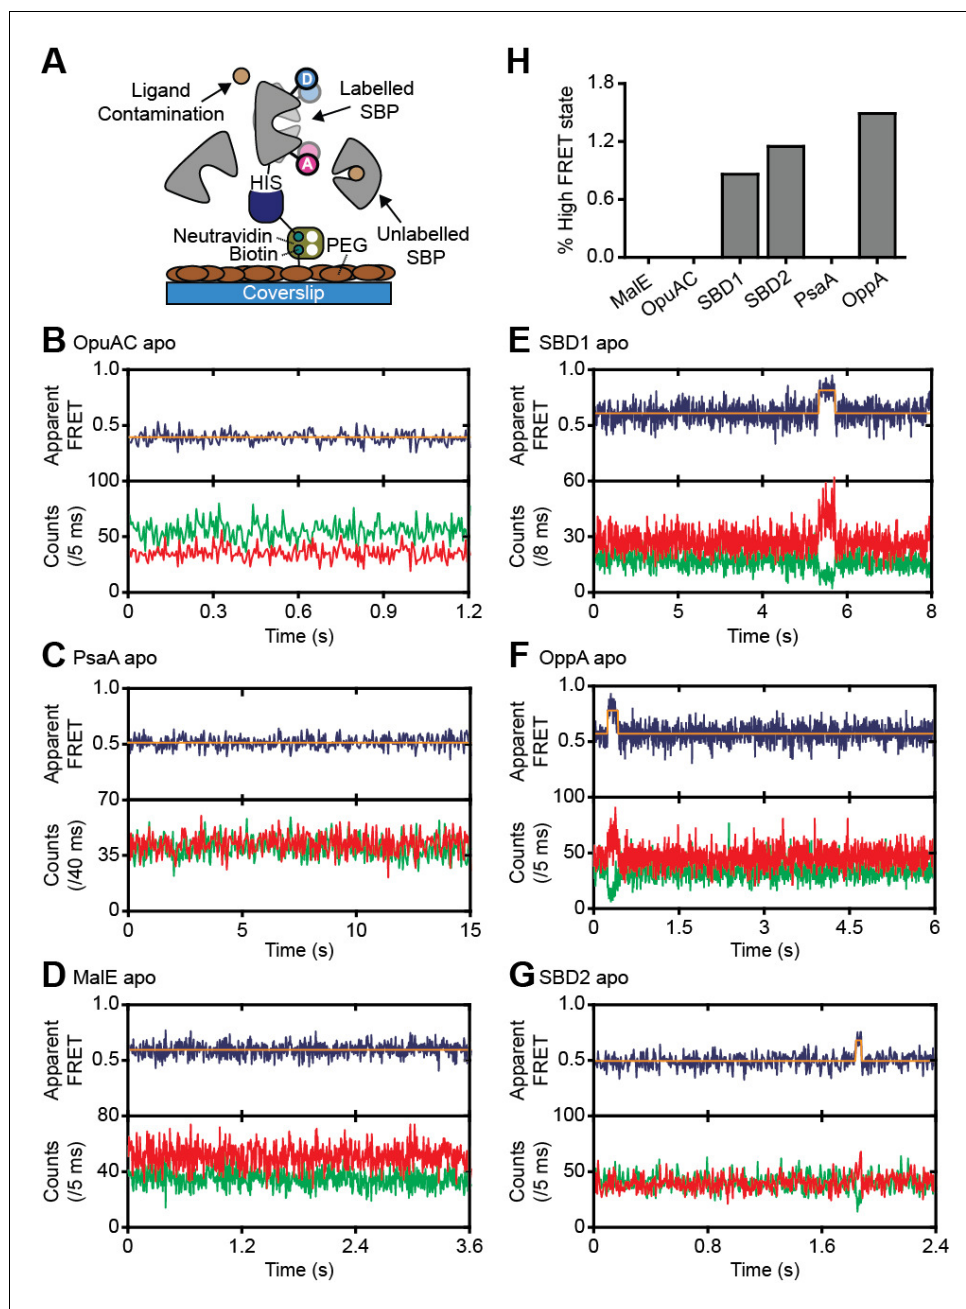 A
Ligand
Contamination
D
Labelled
SBP
A
HIS
Neutravidin
Biotin
PEG
Unlabelled
SBP
Coverslip
H
% High FRET state
1.8
1.2
0.6
0.0
MalE
OpuAC
SBD1
SBD2
PsaA
OppA
B OpuAC apo
Apparent
FRET
1.0
0.5
100
Counts
(/5 ms)
50
0
0 0.3 0.6 0.9 1.2
Time (s)
E SBD1 apo
Apparent
FRET
1.0
0.5
60
Counts
(/8 ms)
30
0
0 5 4 6 8
Time (s)
C PsaA apo
Apparent
FRET
1.0
0.5
70
Counts
(/40 ms)
35
0
0 5 10 15
Time (s)
F OppA apo
Apparent
FRET
1.0
0.5
100
Counts
(/5 ms)
50
0
0 1.5 3 4.5 6
Time (s)
D MalE apo
Apparent
FRET
1.0
0.5
80
Counts
(/5 ms)
40
0
0 1.2 2.4 3.6
Time (s)
G SBD2 apo
Apparent
FRET
1.0
0.5
100
Counts
(/5 ms)
50
0
0 0.8 1.6 2.4
Time (s)